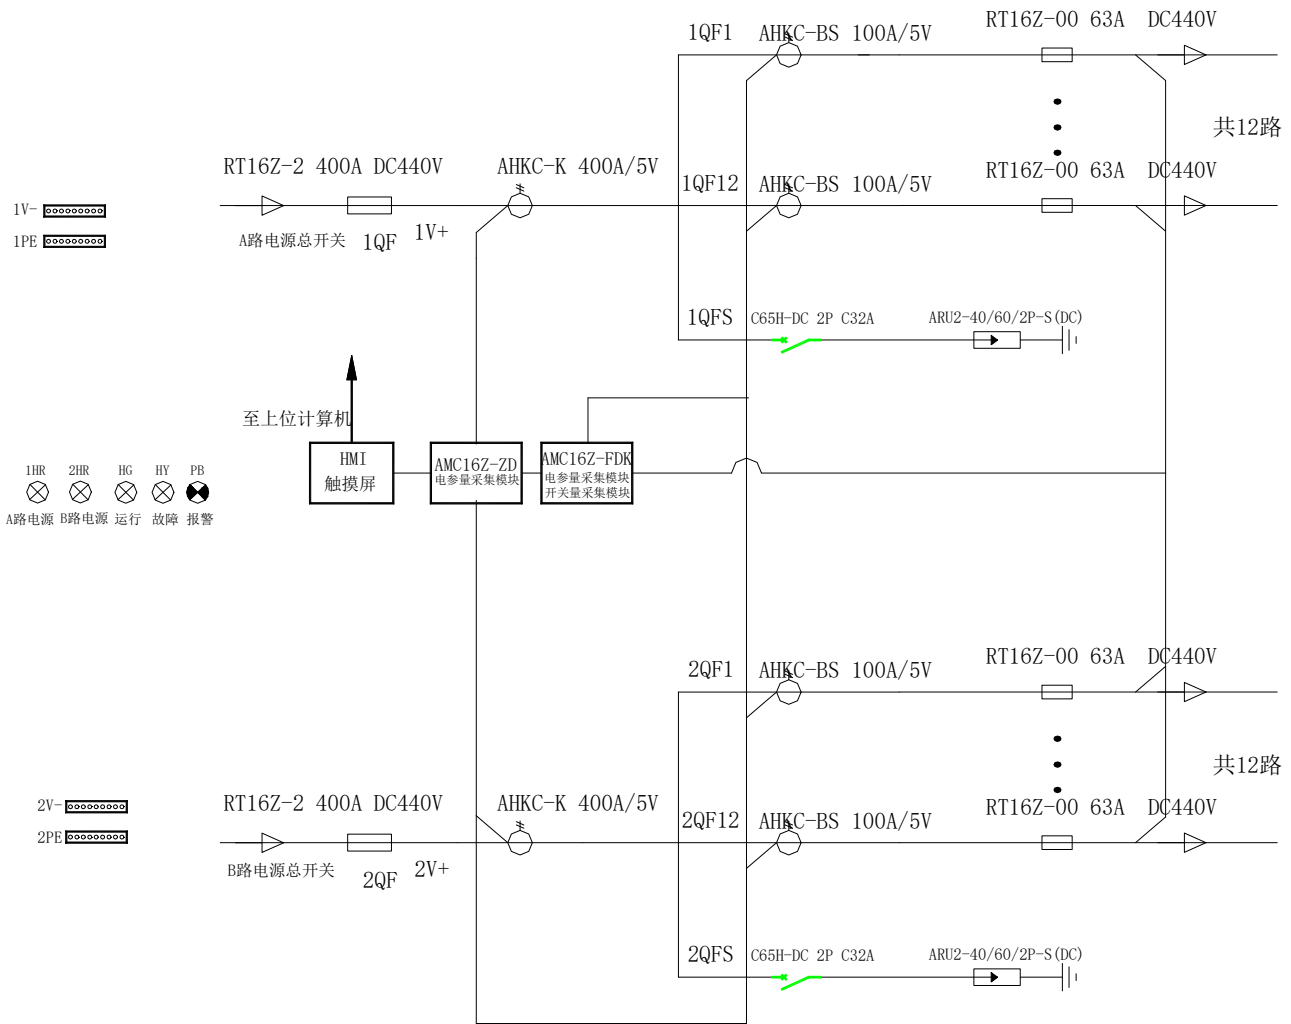 1QF1 AHKC-BS 100A/5V RT16Z-00 63A DC440V
共12路
RT16Z-2 400A DC440V AHKC-K 400A/5V 1QF12 AHKC-BS 100A/5V RT16Z-00 63A DC440V
1V-
1PE
A路电源总开关 1QF 1V+
1QFS C65H-DC 2P C32A ARU2-40/60/2P-S(DC)
至上位计算机
HMI
触摸屏
AMC16Z-ZD
电参量采集模块
AMC16Z-FDK
电参量采集模块
开关量采集模块
1HR 2HR HG HY PB
A路电源 B路电源 运行 故障 报警
2QF1 AHKC-BS 100A/5V RT16Z-00 63A DC440V
共12路
RT16Z-2 400A DC440V AHKC-K 400A/5V 2QF12 AHKC-BS 100A/5V RT16Z-00 63A DC440V
2V-
2PE
B路电源总开关 2QF 2V+
2QFS C65H-DC 2P C32A ARU2-40/60/2P-S(DC)